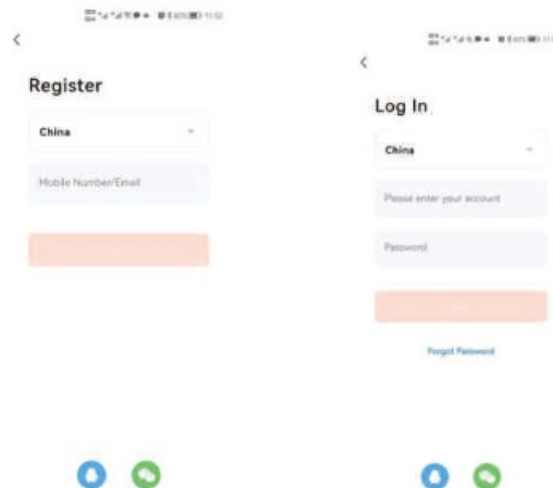 Register
China
Mobile Number/Email
Log In
China
Please enter your account
Password
Forgot Password